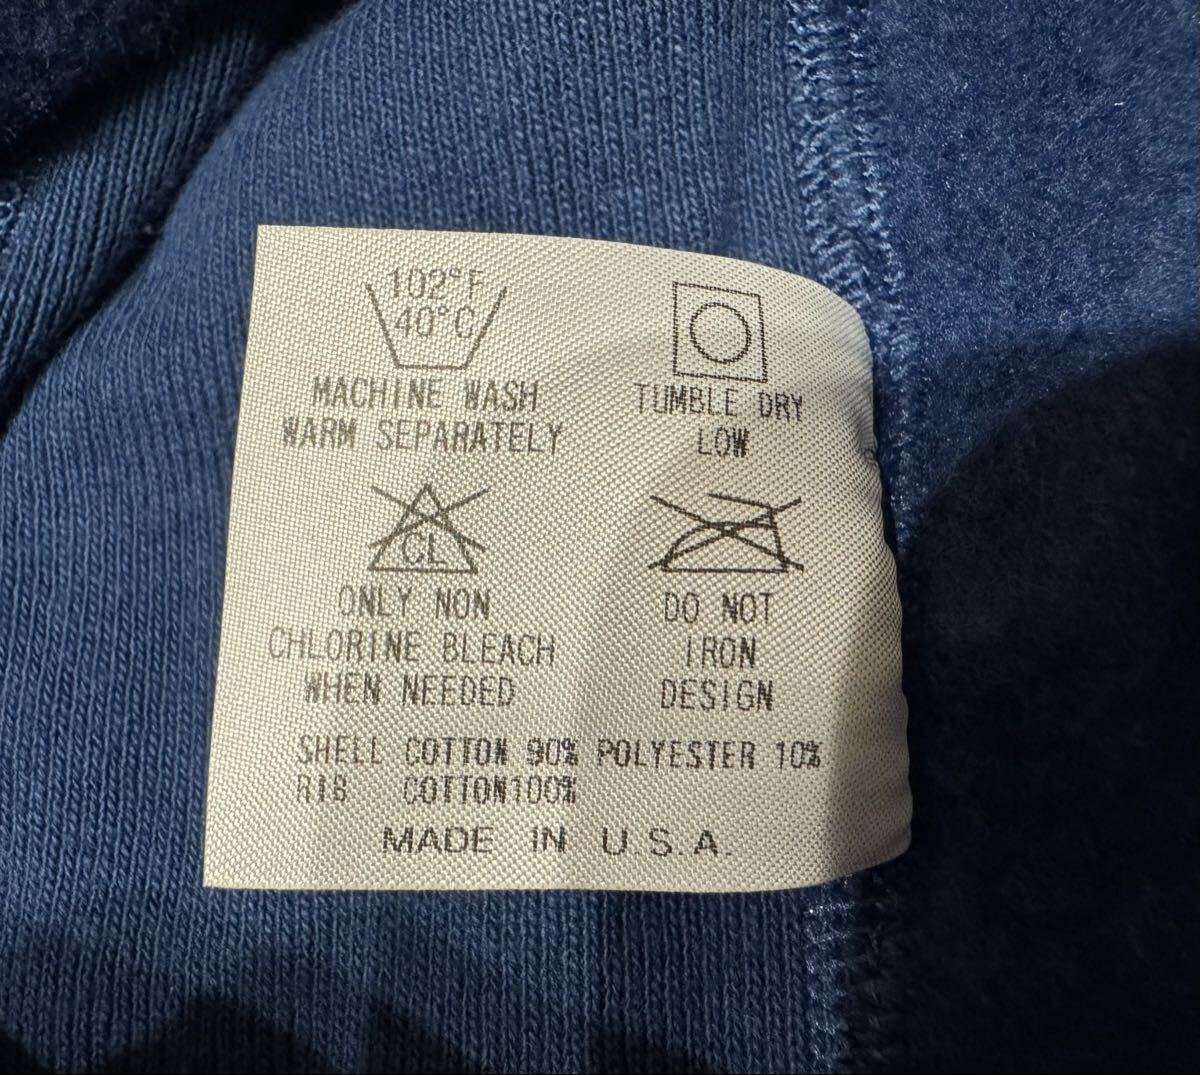 102°F
40°C
MACHINE WASH
WARM SEPARATELY
TUMBLE DRY
LOW
CL
ONLY NON
CHLORINE BLEACH
WHEN NEEDED
DO NOT
IRON
DESIGN
SHELL COTTON 90% POLYESTER 10%
RIB COTTON100%
MADE IN U.S.A.